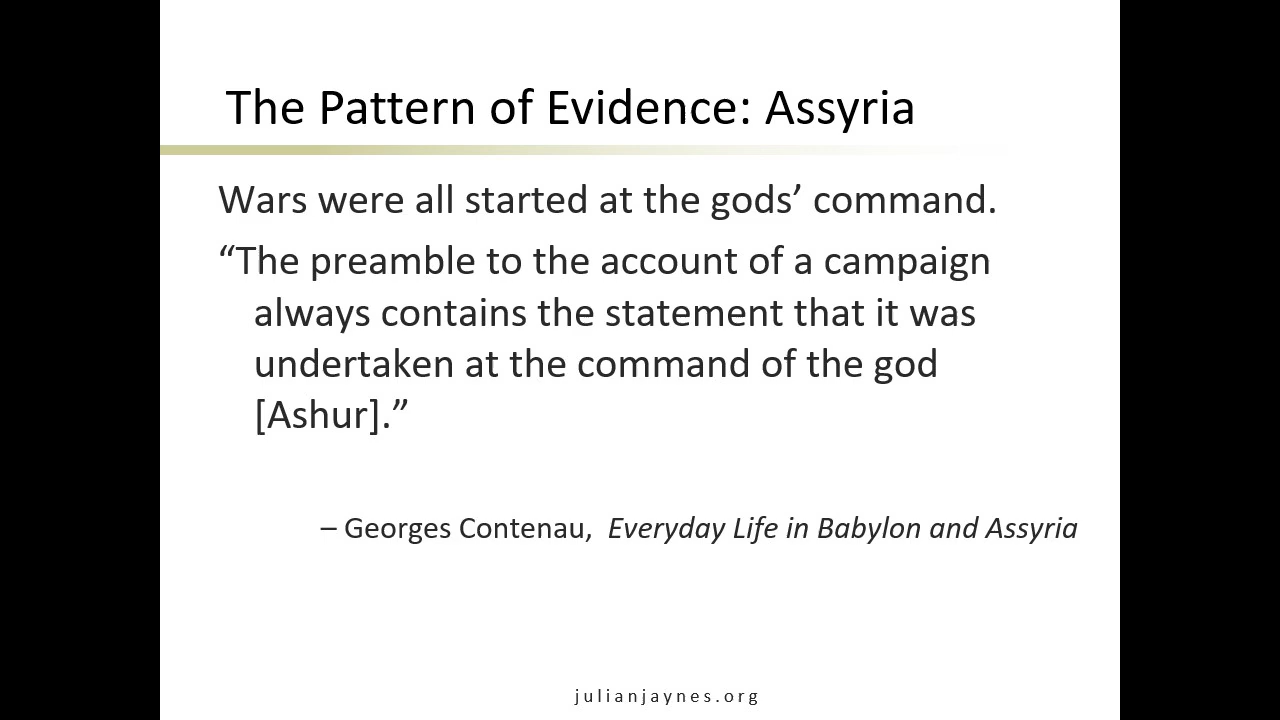 The Pattern of Evidence: Assyria
Wars were all started at the gods’ command.
“The preamble to the account of a campaign
always contains the statement that it was
undertaken at the command of the god
[Ashur].”
– Georges Contenau, Everyday Life in Babylon and Assyria
julianjaynes.org